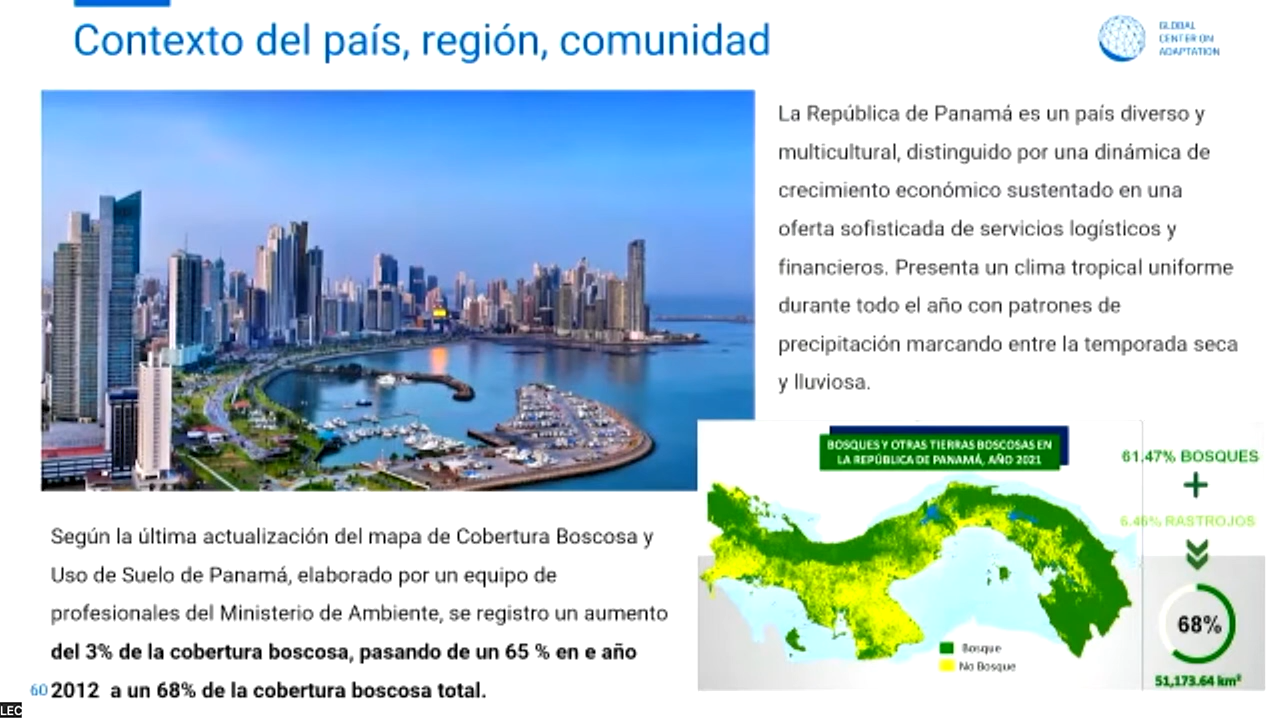 Contexto del país, región, comunidad
GLOBAL
CENTER ON
ADAPTATION
La República de Panamá es un país diverso y
multicultural, distinguido por una dinámica de
crecimiento económico sustentado en una
oferta sofisticada de servicios logísticos y
financieros. Presenta un clima tropical uniforme
durante todo el año con patrones de
precipitación marcando entre la temporada seca
y lluviosa.
BOSQUES Y OTRAS TIERRAS BOSCOSAS EN
LA REPÚBLICA DE PANAMÁ, AÑO 2021
61.47% BOSQUES
+
6.46% RASTROJOS
68%
51,173.64 km²
Bosque
No Bosque
Según la última actualización del mapa de Cobertura Boscosa y
Uso de Suelo de Panamá, elaborado por un equipo de
profesionales del Ministerio de Ambiente, se registro un aumento
del 3% de la cobertura boscosa, pasando de un 65 % en e año
2012 a un 68% de la cobertura boscosa total.
60
LEC